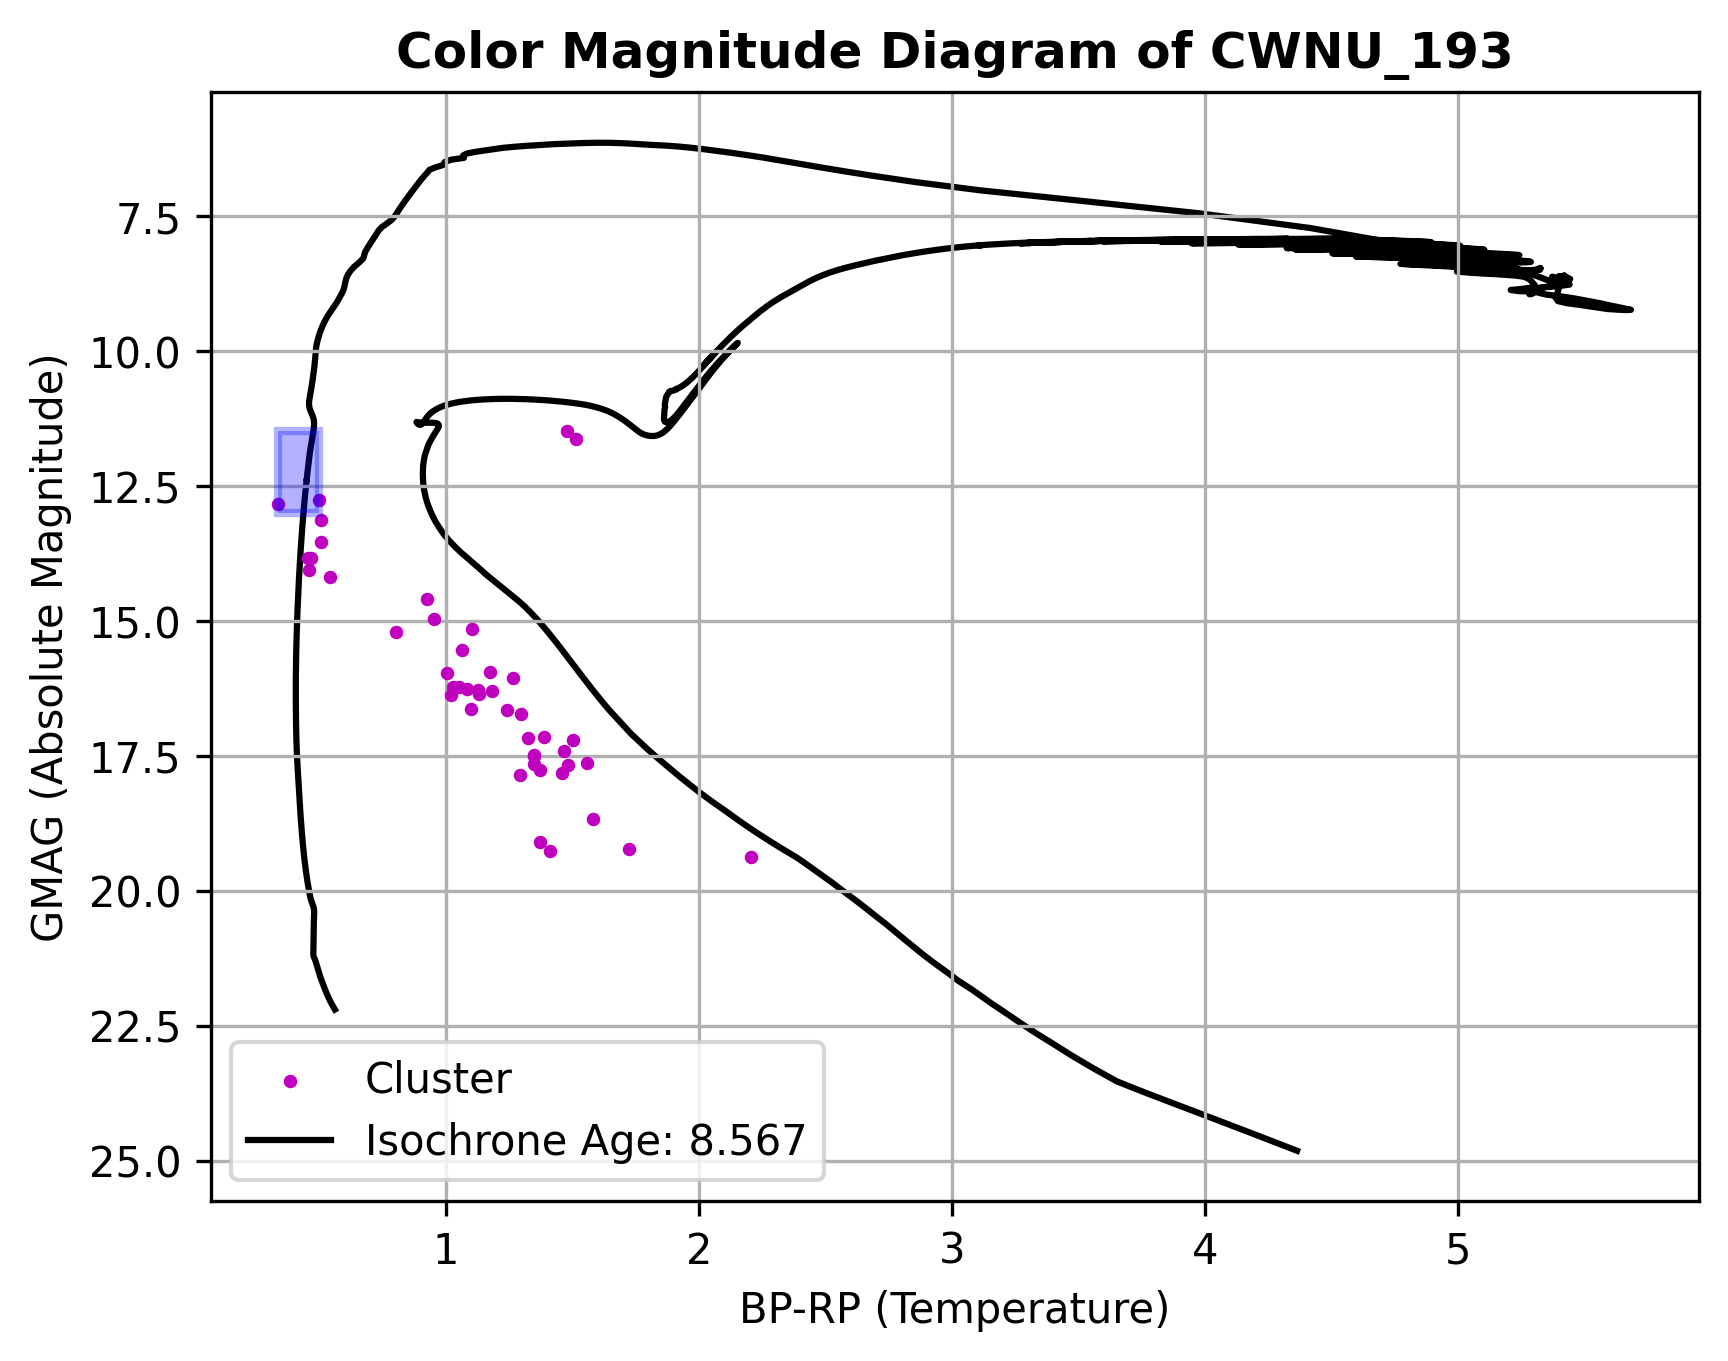 Color Magnitude Diagram of CWNU_193
GMAG (Absolute Magnitude)
7.5
10.0
12.5
15.0
17.5
20.0
22.5
25.0
Cluster
Isochrone Age: 8.567
1 2 3 4 5
BP-RP (Temperature)